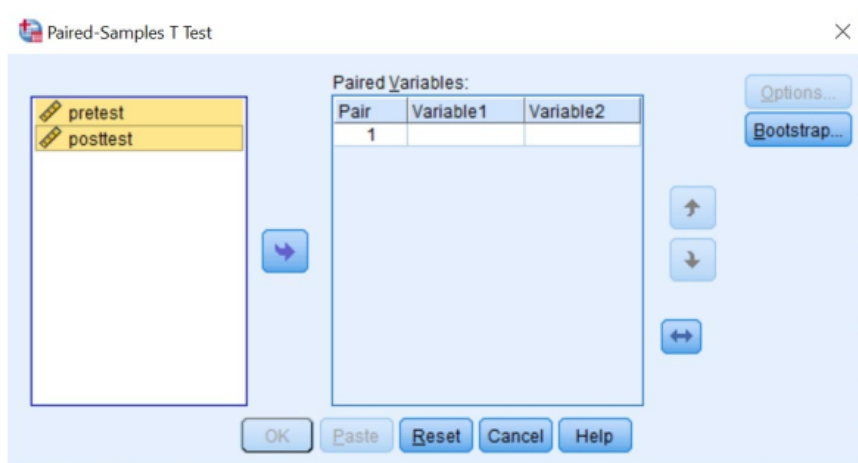 Paired-Samples T Test
Paired Variables:
pretest
posttest
Pair Variable1 Variable2
1
Options...
Bootstrap...
OK Paste Reset Cancel Help